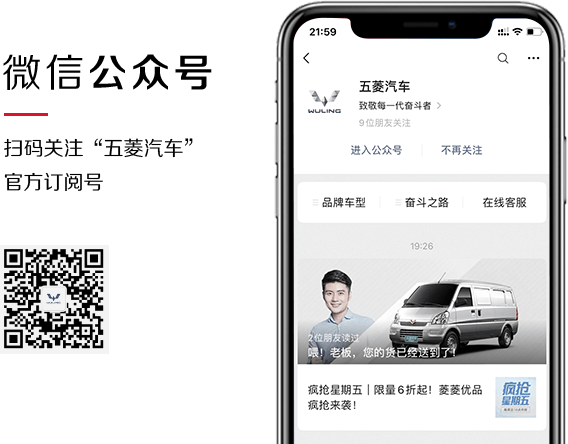 微信公众号
扫码关注“五菱汽车”
官方订阅号
21:59
WULING
五菱汽车
致敬每一代奋斗者
9位朋友关注
进入公众号
不再关注
品牌车型
奋斗之路
在线客服
19:26
2位朋友读过
喂！老板，您的货已经送到了！
疯抢星期五｜限量6折起！菱菱优品
疯抢来袭！
疯抢
星期五